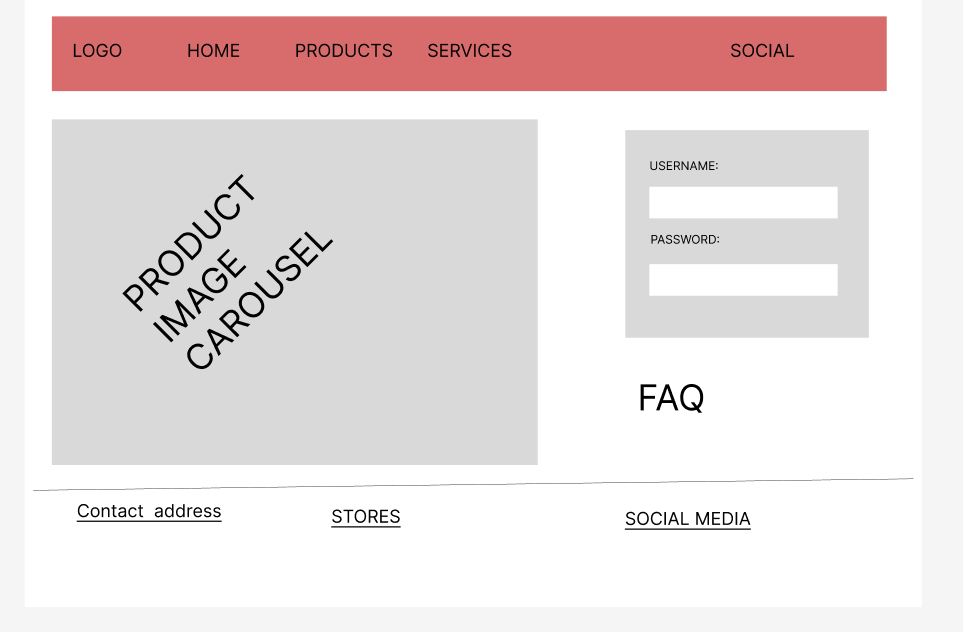 LOGO HOME PRODUCTS SERVICES SOCIAL
PRODUCT
IMAGE
CAROUSEL
USERNAME:
PASSWORD:
FAQ
Contact  address
STORES
SOCIAL MEDIA